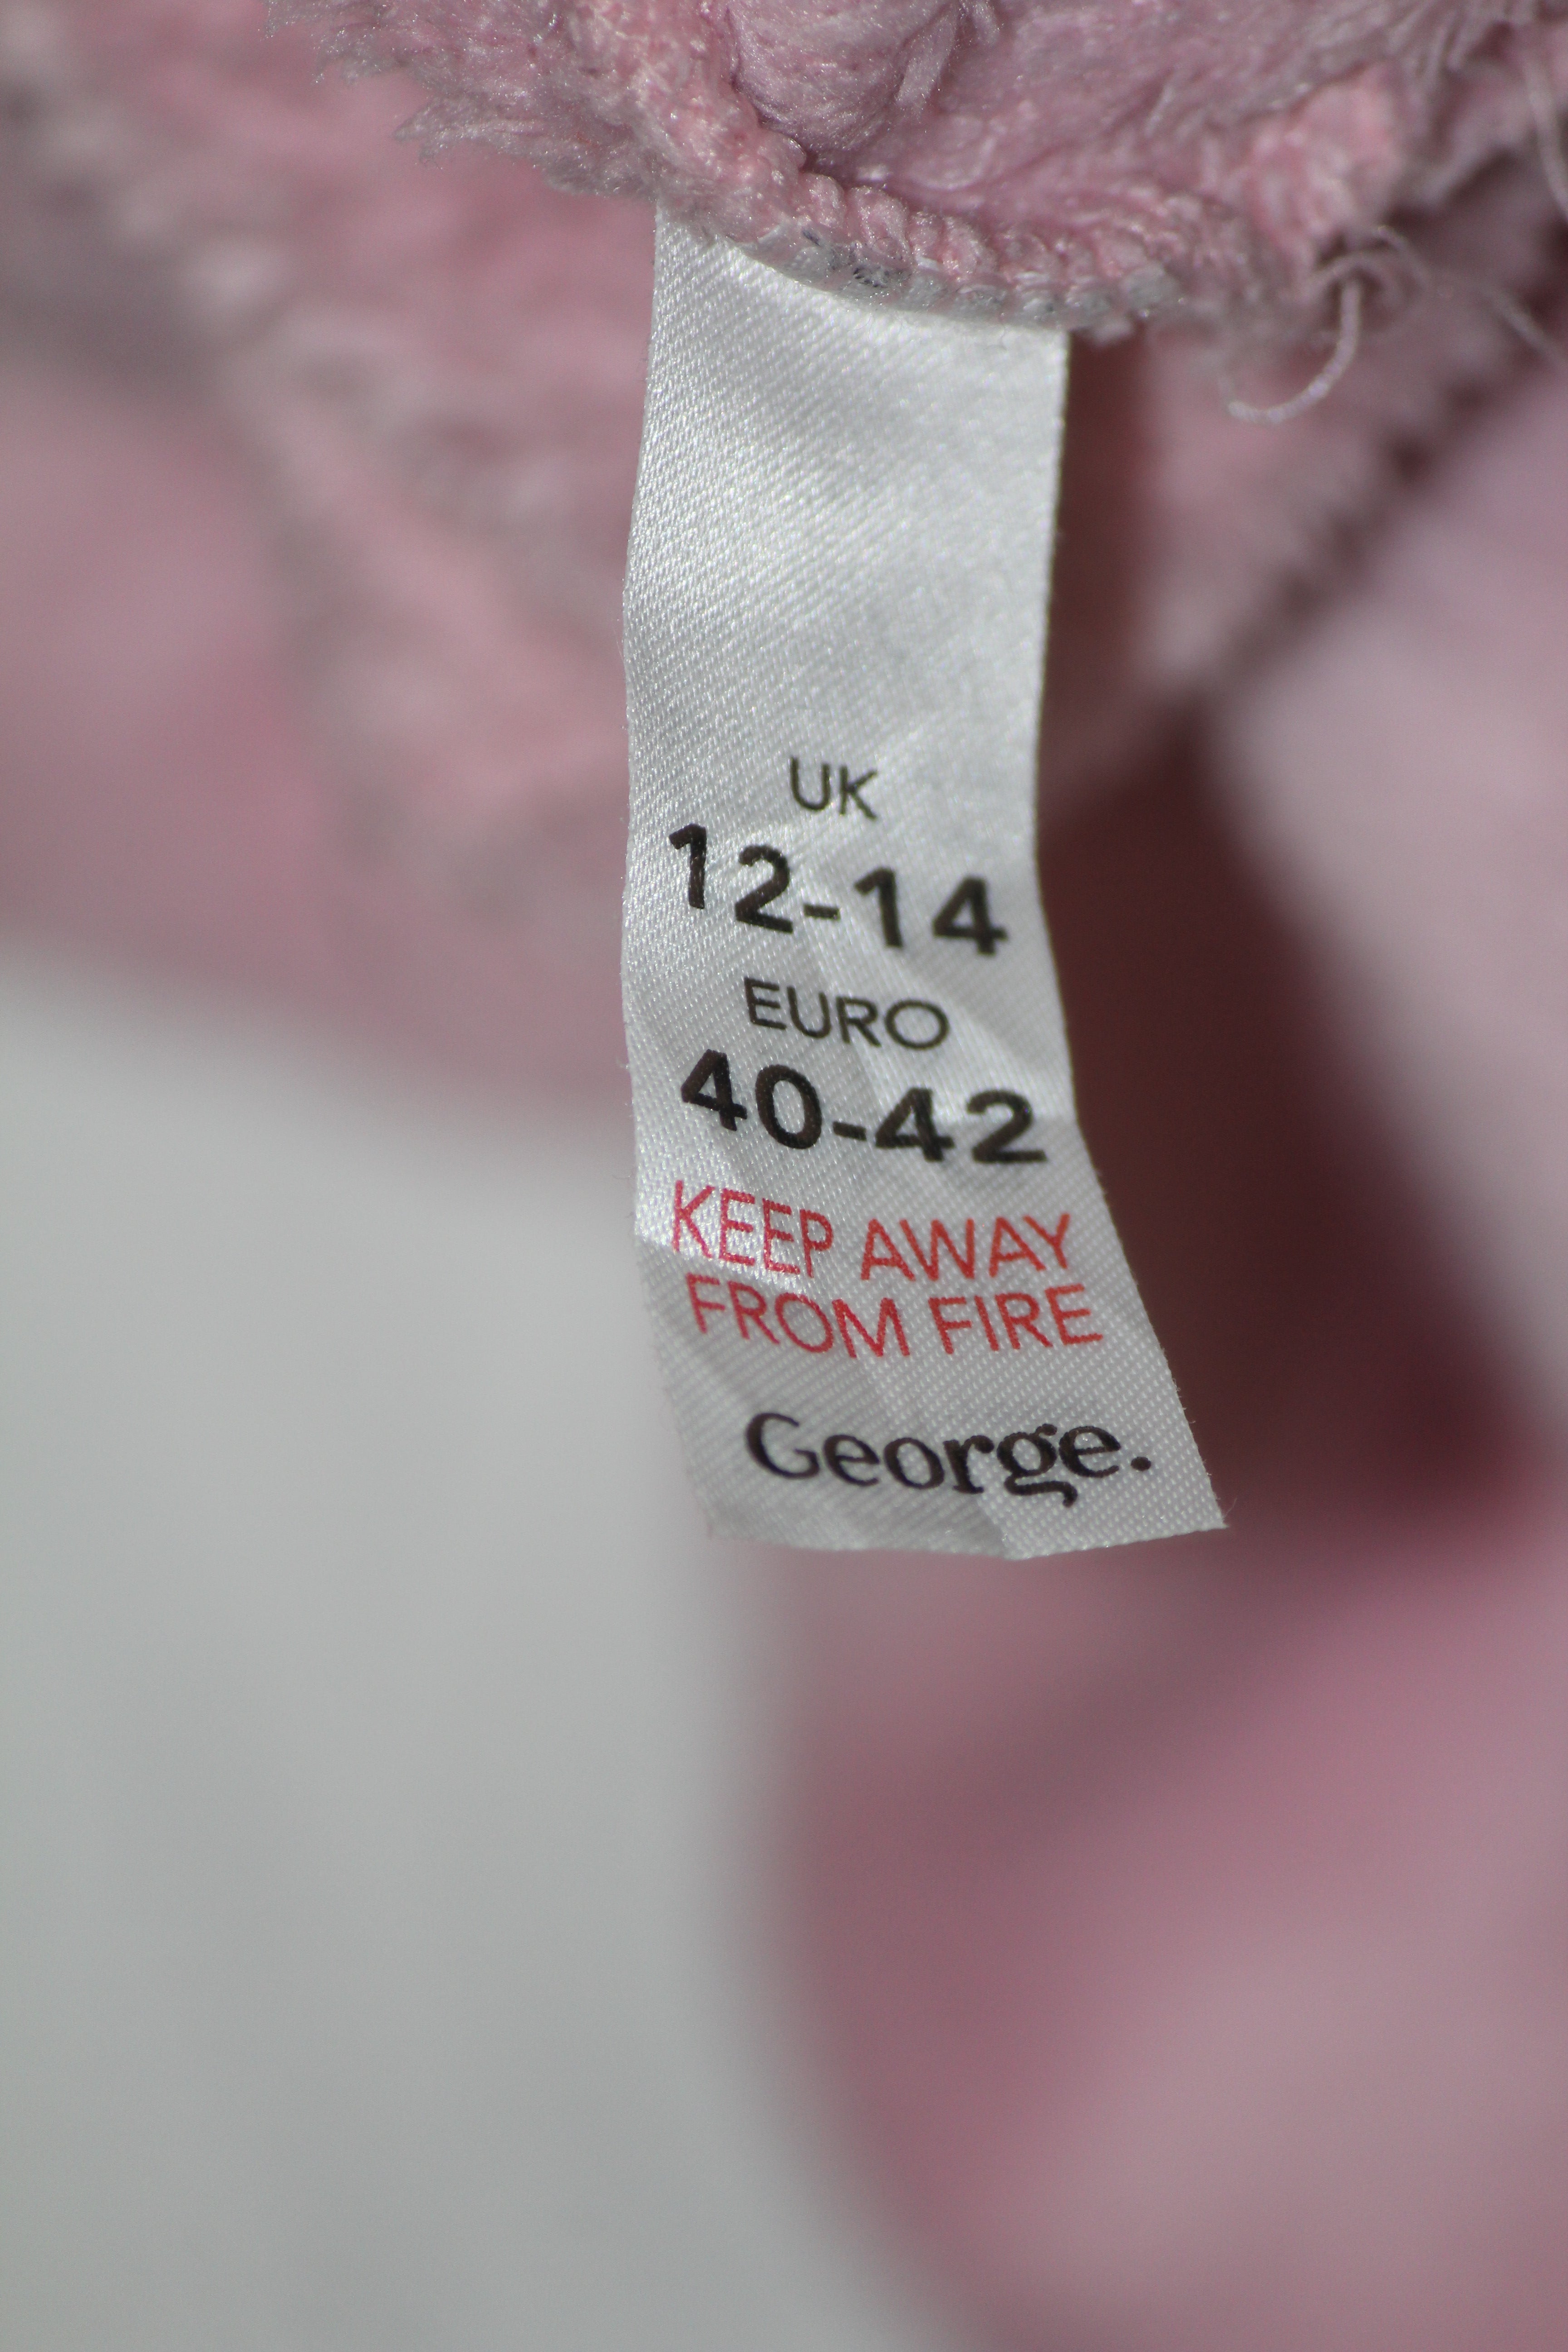 UK
12-14
EURO
40-42
KEEP AWAY
FROM FIRE
George.